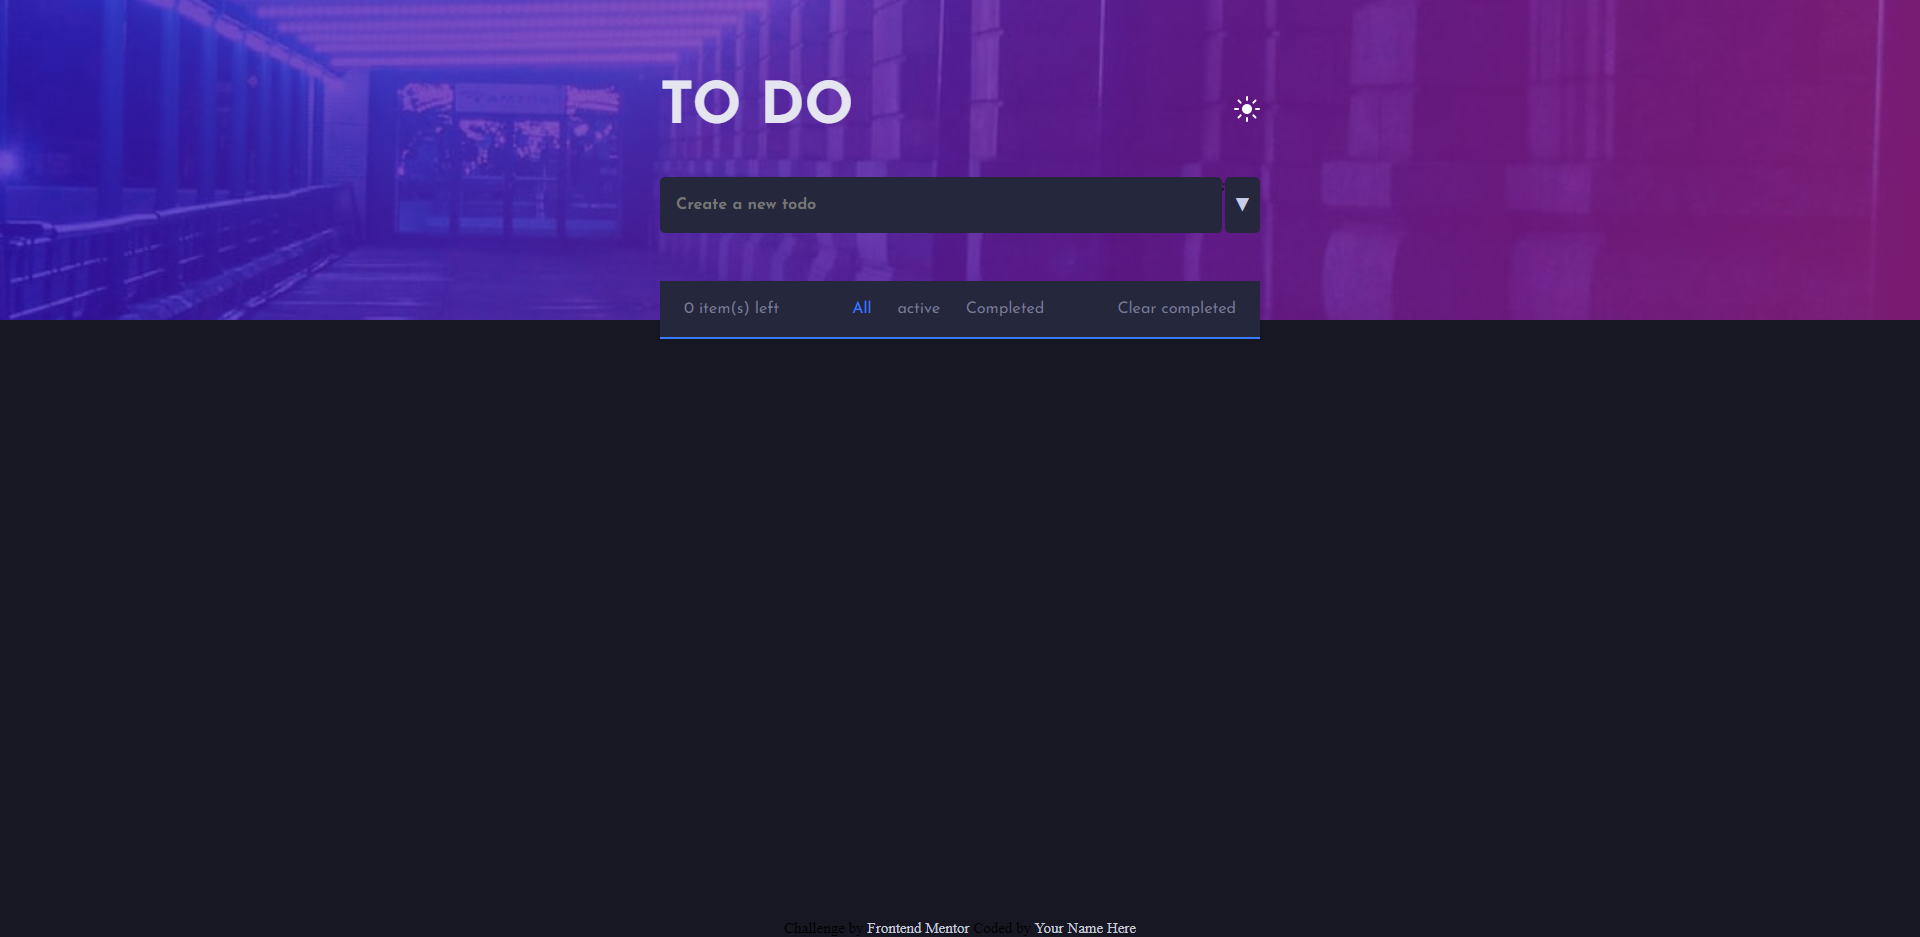 TO DO
Create a new todo
▼
0 item(s) left All active Completed Clear completed
Challenge by Frontend Mentor Coded by Your Name Here